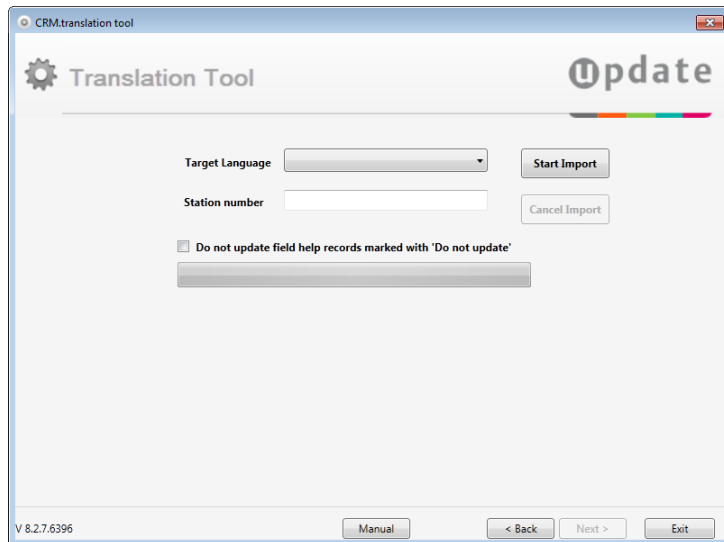 CRM.translation tool
Translation Tool
update
Target Language
Start Import
Station number
Cancel Import
Do not update field help records marked with 'Do not update'
V 8.2.7.6396
Manual
< Back
Next >
Exit